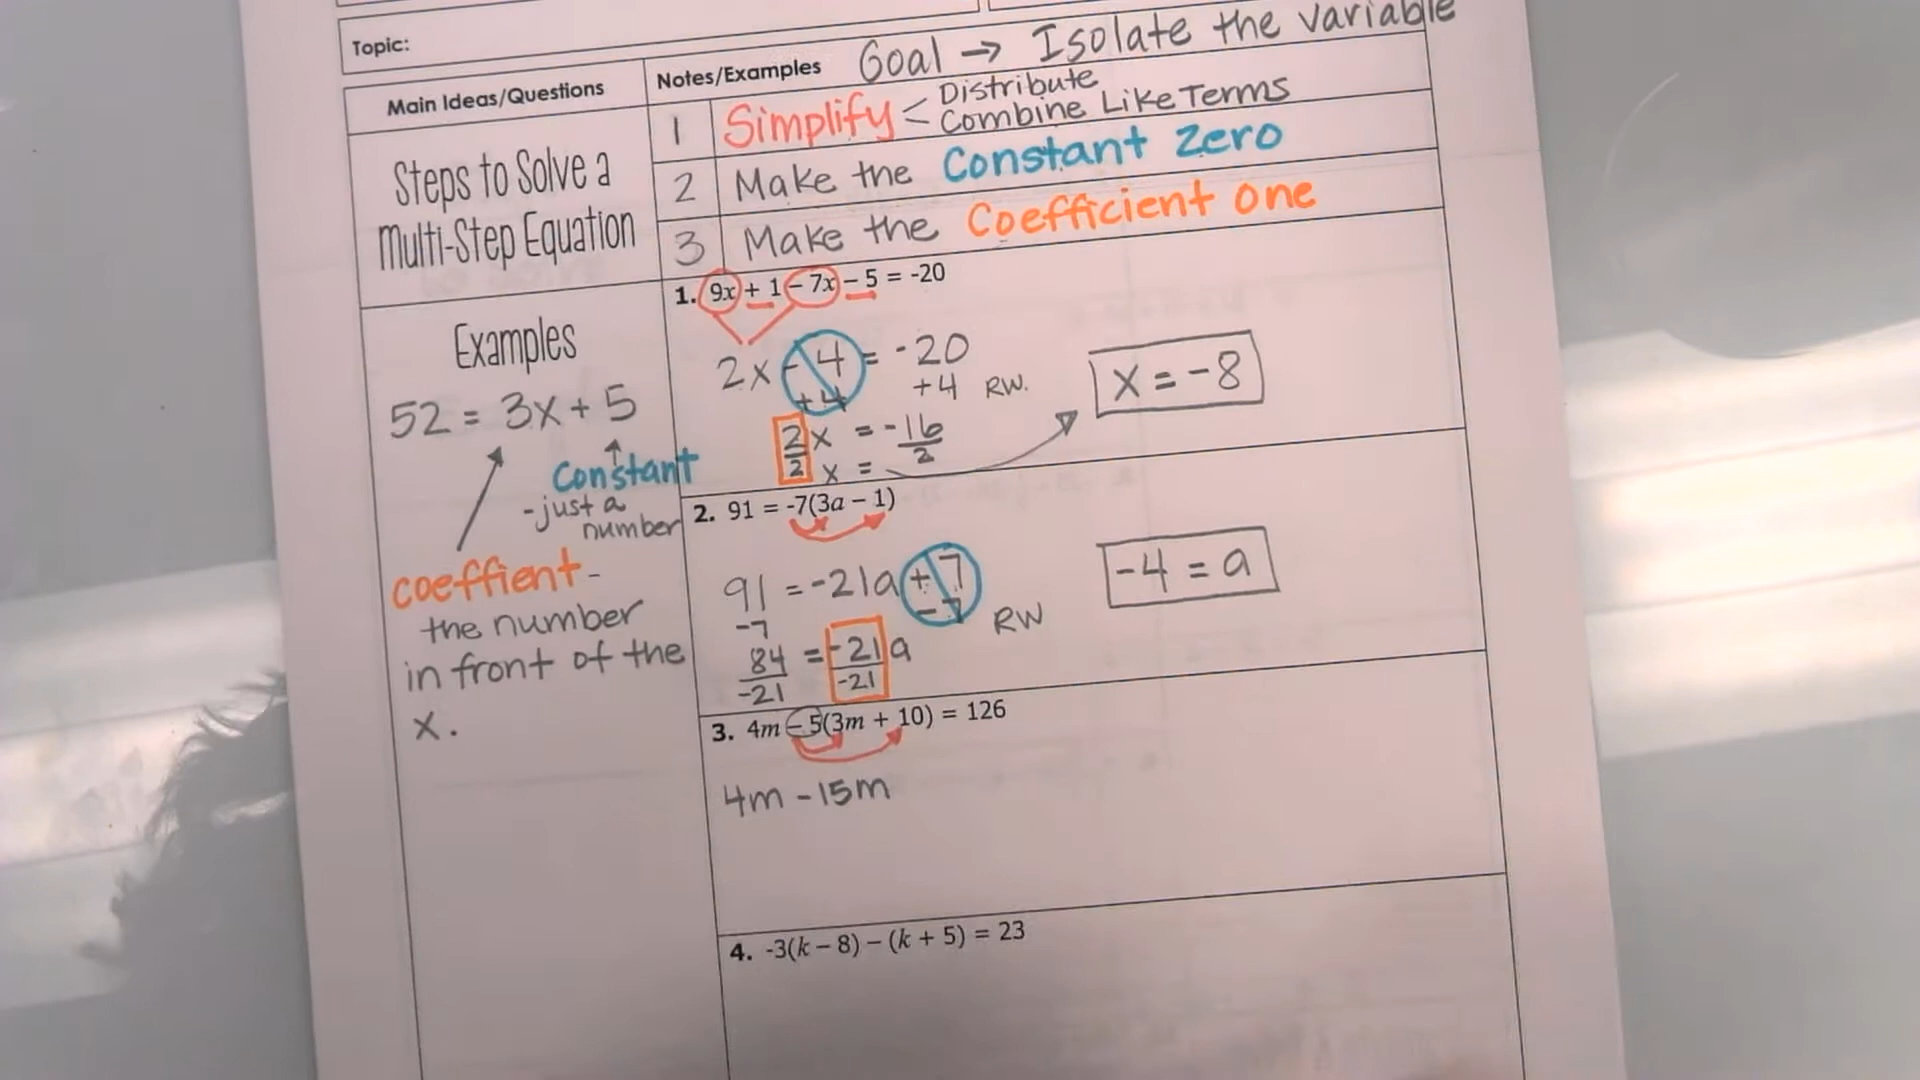 Topic:
Goal → Isolate the variable
Main Ideas/Questions
Notes/Examples
Steps to Solve a
Multi-Step Equation
1 Simplify < Distribute
Combine Like Terms
2 Make the Constant Zero
3 Make the Coefficient one
Examples
52 = 3x + 5
Constant
-just a
number
coeffient-
the number
in front of the
x.
1. 9x + 1 – 7x – 5 = -20
2x - 4 = -20
+4 +4 RW.
2x = -16
2 2
x =
x = -8
2. 91 = -7(3a – 1)
91 = -21a + 7
-7 -7 RW
84 = -21a
-21 -21
-4 = a
3. 4m – 5(3m + 10) = 126
4m - 15m
4. -3(k – 8) – (k + 5) = 23